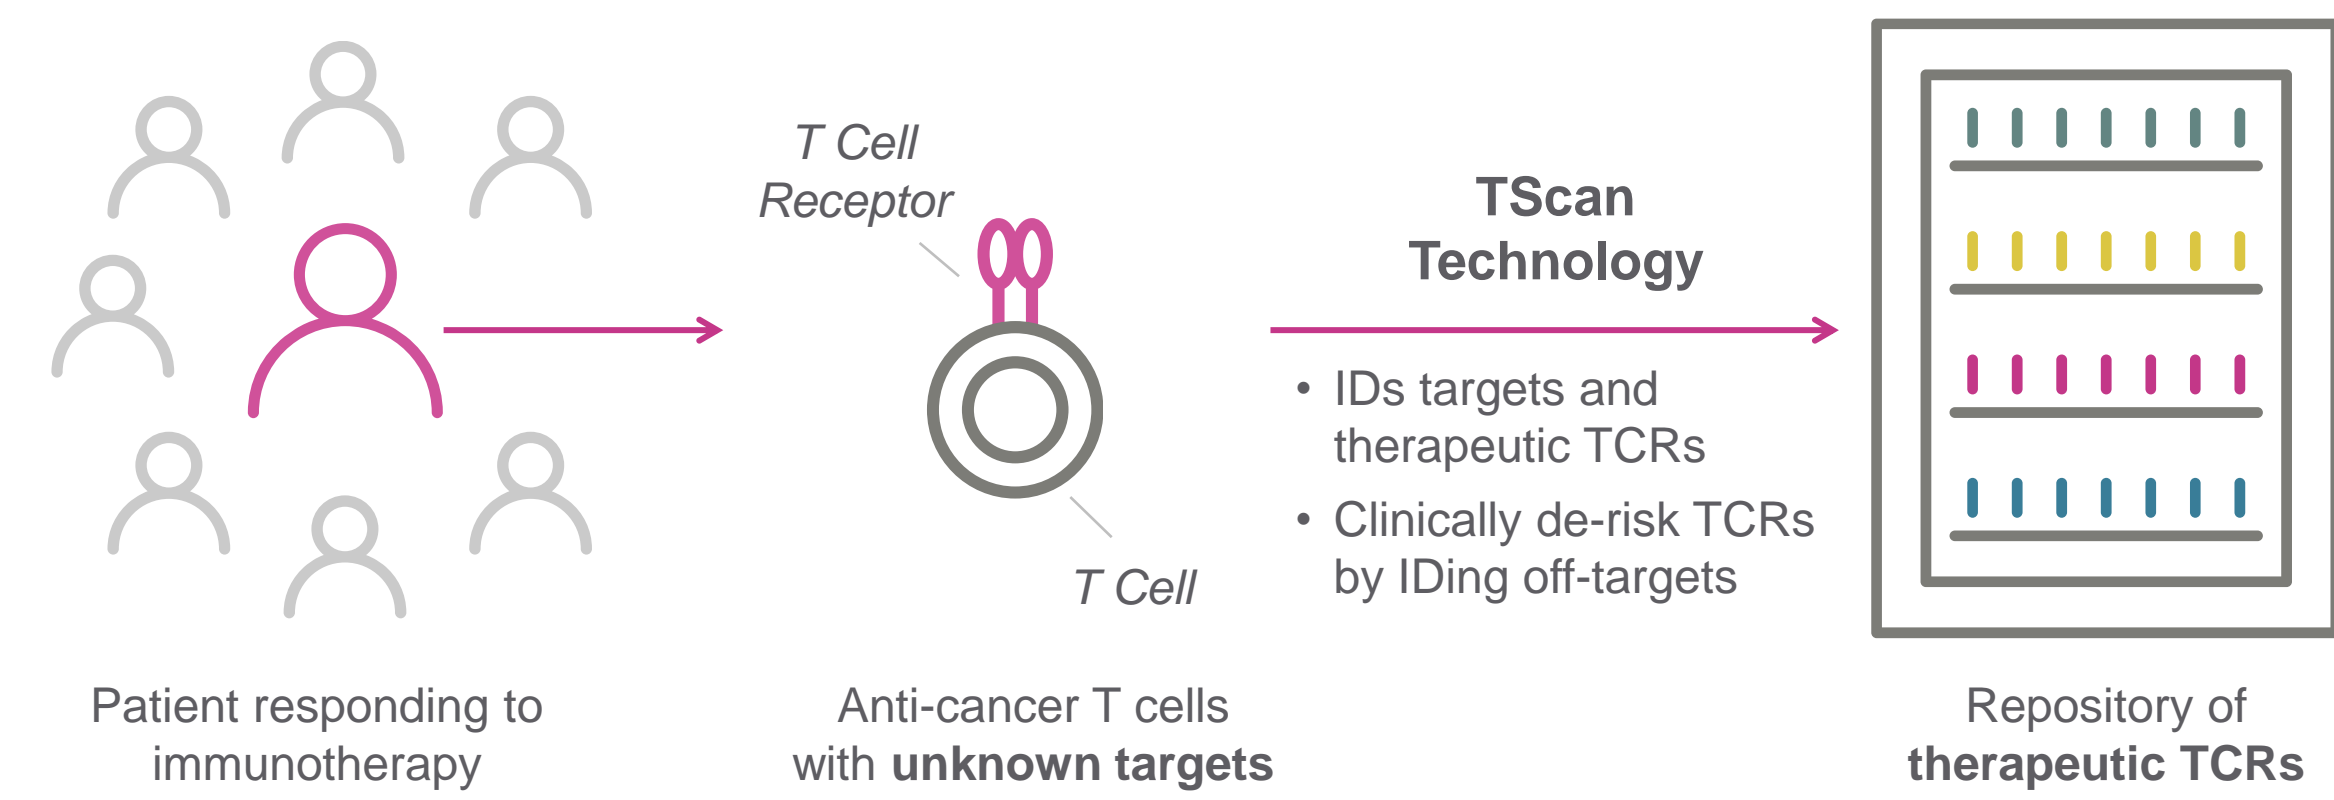 T Cell
Receptor
TScan
Technology
• IDs targets and
therapeutic TCRs
• Clinically de-risk TCRs
by IDing off-targets
T Cell
Patient responding to
immunotherapy
Anti-cancer T cells
with unknown targets
Repository of
therapeutic TCRs